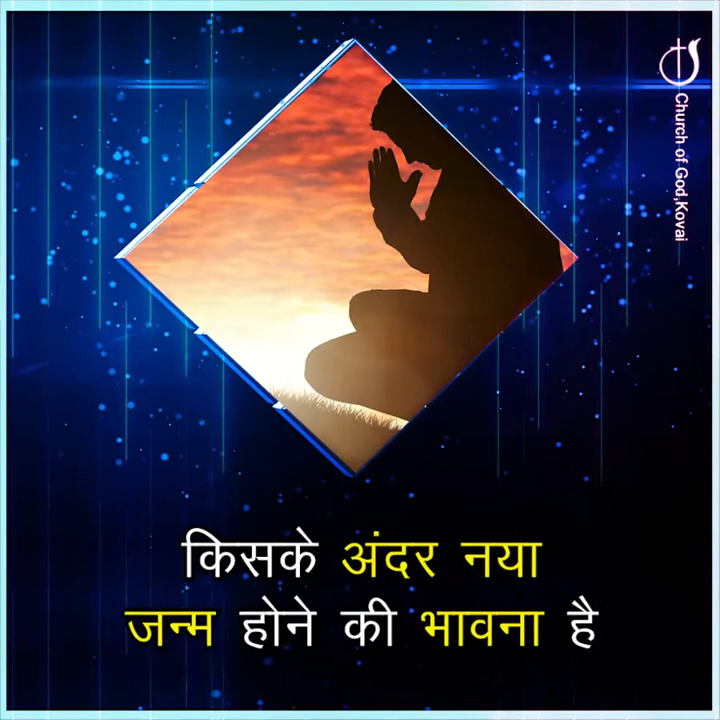 Church of God,Kovai
किसके अंदर नया
जन्म होने की भावना है